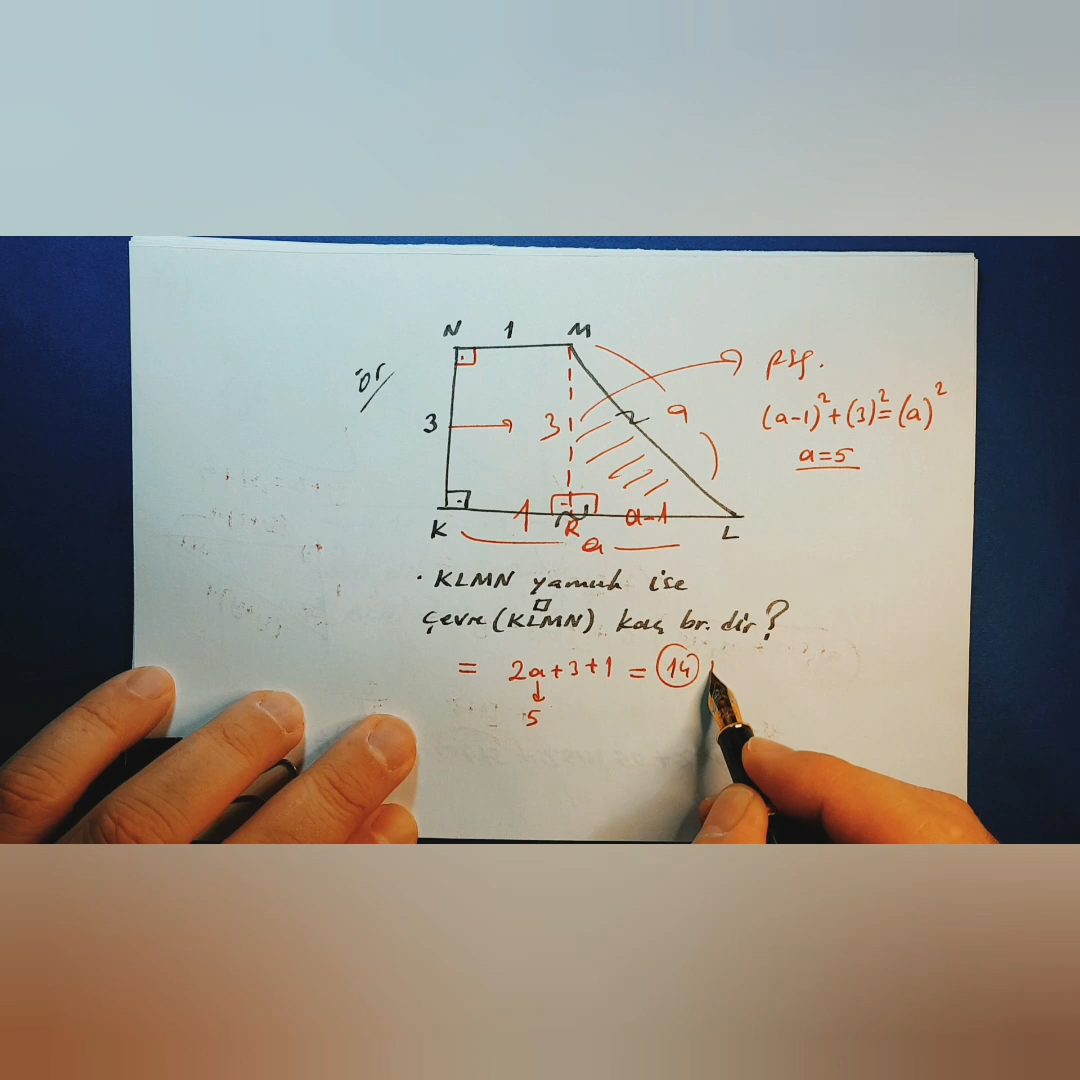 ör
N 1 M
3 3 a
psg.
(a-1)²+(3)²=(a)²
a=5
K 1 R a-1 L
a
· KLMN yamuk ise
Çevre(KLMN) kaç br. dir?
= 2a+3+1 = 14
5